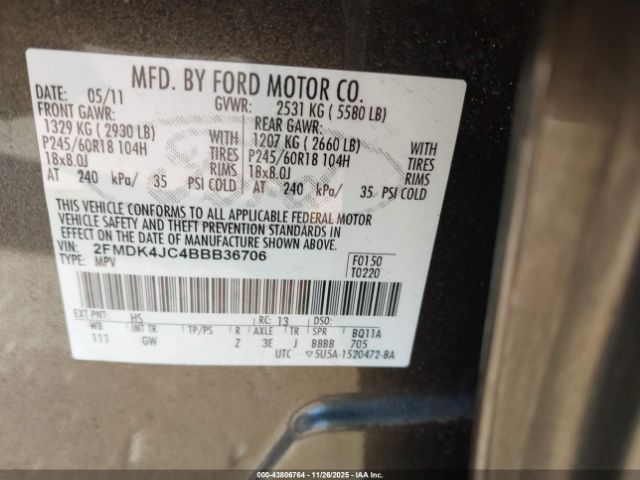 MFD. BY FORD MOTOR CO.
DATE: 05/11 GVWR: 2531 KG ( 5580 LB)
FRONT GAWR: REAR GAWR:
1329 KG ( 2930 LB) WITH 1207 KG ( 2660 LB) WITH
P245/60R18 104H TIRES P245/60R18 104H TIRES
18x8.0J RIMS 18x8.0J RIMS
AT 240 kPa/ 35 PSI COLD AT 240 kPa/ 35 PSI COLD
THIS VEHICLE CONFORMS TO ALL APPLICABLE FEDERAL MOTOR
VEHICLE SAFETY AND THEFT PREVENTION STANDARDS IN
EFFECT ON THE DATE OF MANUFACTURE SHOWN ABOVE.
VIN: 2FMDK4JC4BBB36706 F0150
TYPE: MPV T0220
EXT PNT: HS RC: 13 DSO:
WB INT TR TP/PS R AXLE TR SPR BQ11A
111 GW Z 3E J BBBB 705
UTC ▽5U5A-1520472-BA
000-43806764 11/26/2025 IAA, Inc.